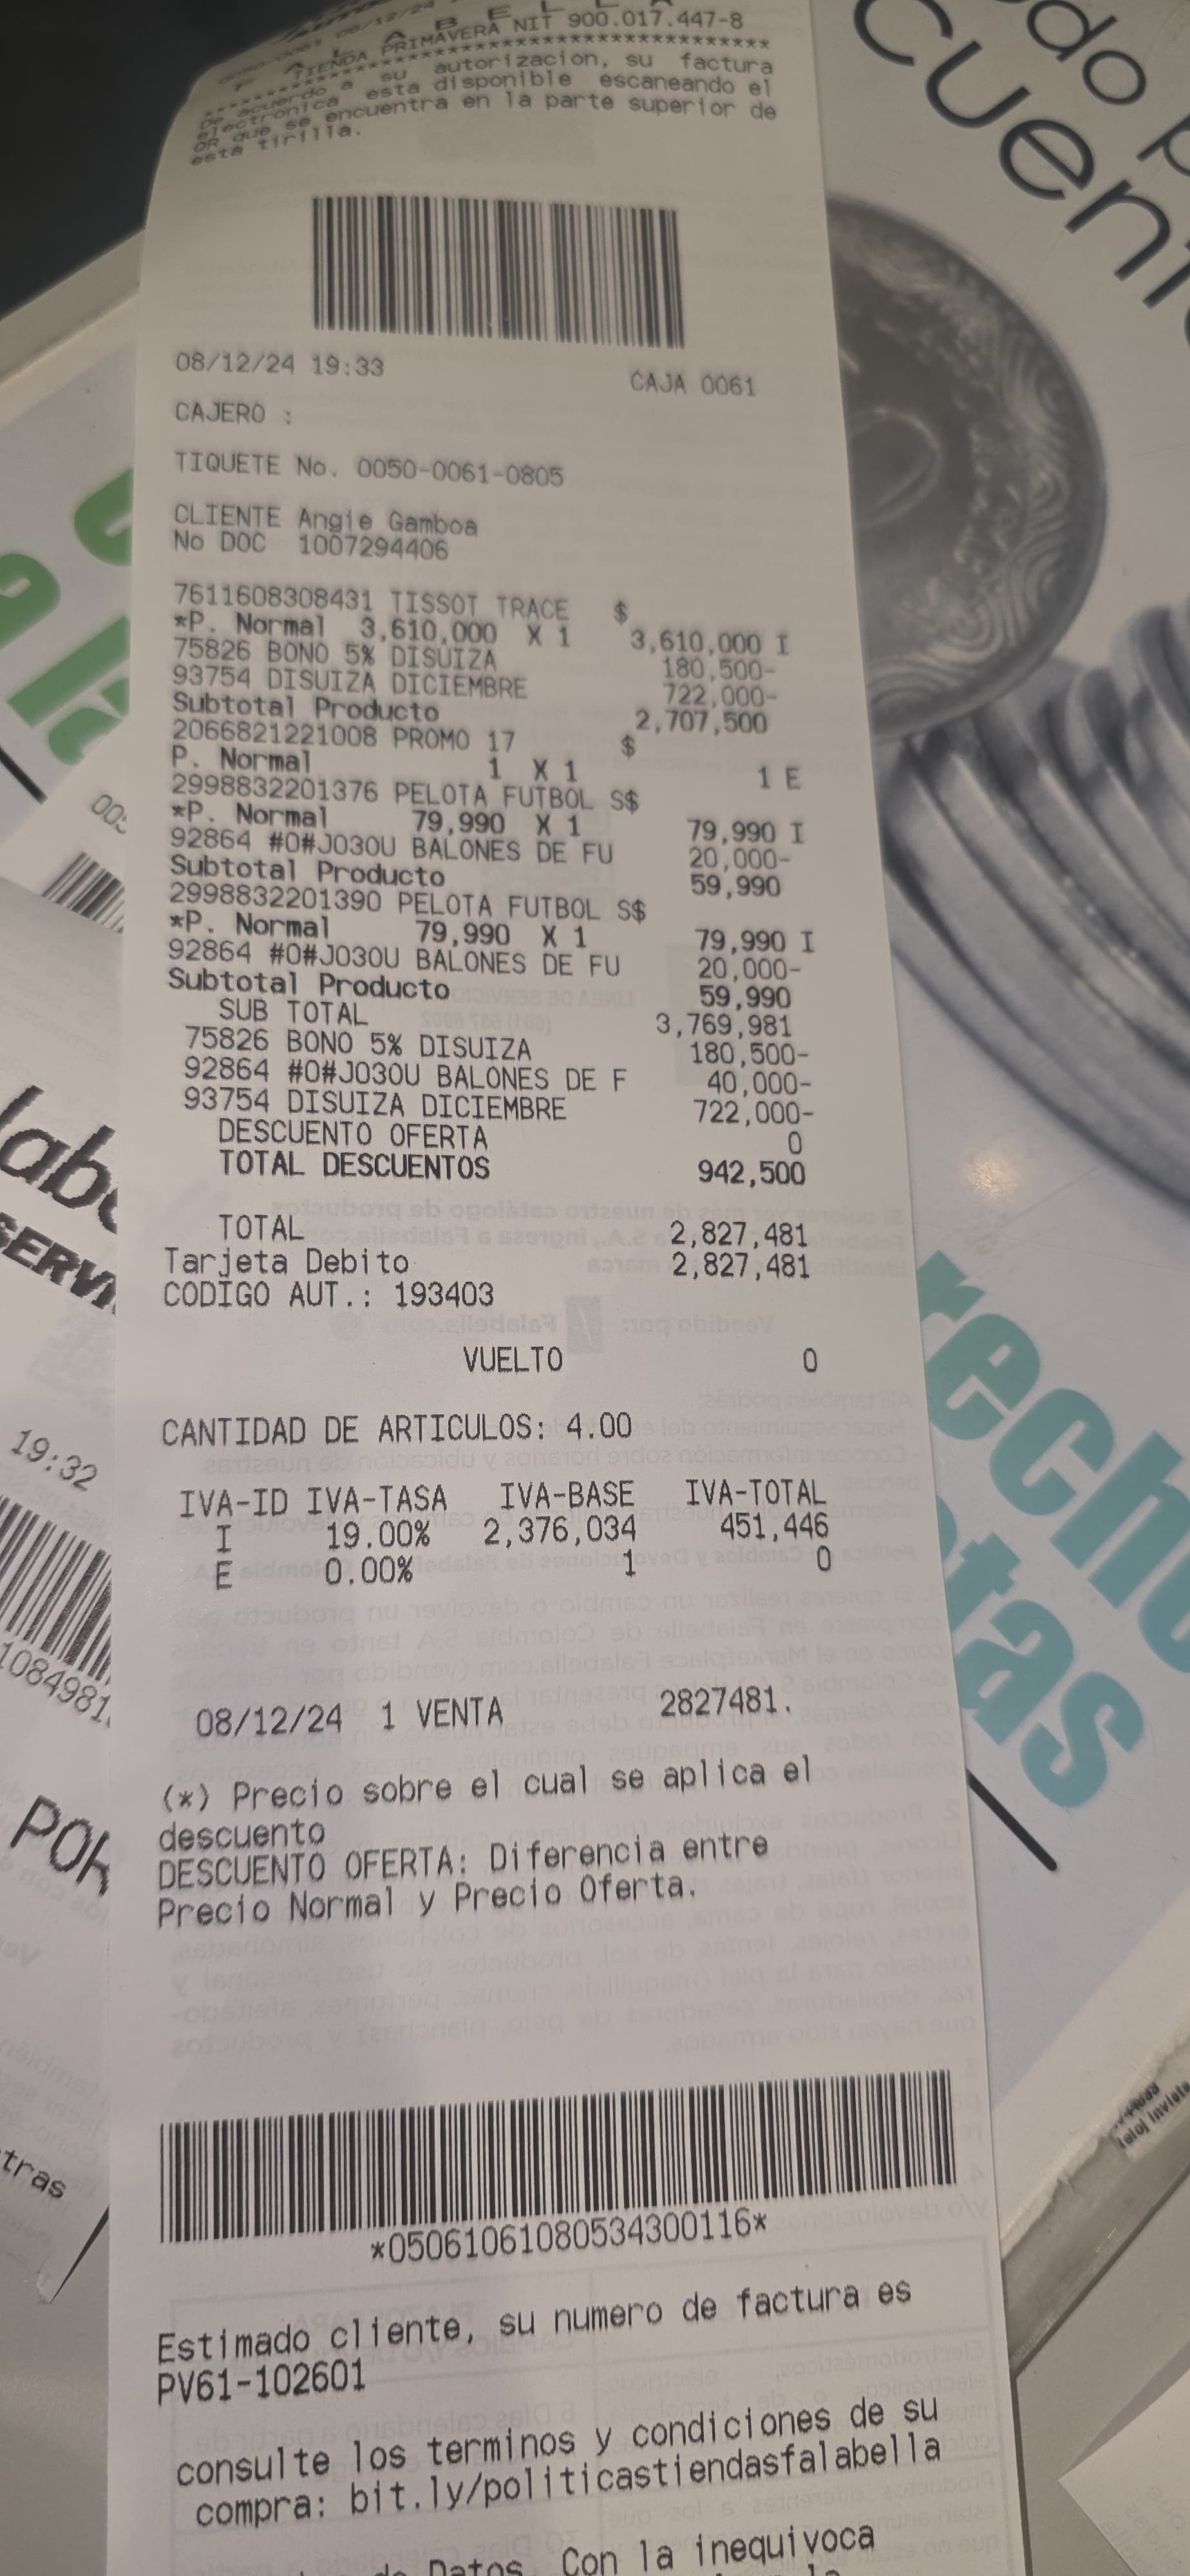 F A L A B E L L A
TIENDA PRIMAVERA NIT 900.017.447-8
De acuerdo a su autorizacion, su factura
electronica esta disponible escaneando el
QR que se encuentra en la parte superior de
esta tirilla.
08/12/24 19:33 CAJA 0061
CAJERO :
TIQUETE No. 0050-0061-0805
CLIENTE Angie Gamboa
No DOC 1007294406
7611608308431 TISSOT TRACE $
*P. Normal 3,610,000 X 1 3,610,000 I
75826 BONO 5% DISUIZA 180,500-
93754 DISUIZA DICIEMBRE 722,000-
Subtotal Producto 2,707,500
2066821221008 PROMO 17 $
P. Normal 1 X 1 1 E
2998832201376 PELOTA FUTBOL S$
*P. Normal 79,990 X 1 79,990 I
92864 #0#J030U BALONES DE FU 20,000-
Subtotal Producto 59,990
2998832201390 PELOTA FUTBOL S$
*P. Normal 79,990 X 1 79,990 I
92864 #0#J030U BALONES DE FU 20,000-
Subtotal Producto 59,990
SUB TOTAL 3,769,981
75826 BONO 5% DISUIZA 180,500-
92864 #0#J030U BALONES DE F 40,000-
93754 DISUIZA DICIEMBRE 722,000-
DESCUENTO OFERTA 0
TOTAL DESCUENTOS 942,500
TOTAL 2,827,481
Tarjeta Debito 2,827,481
CODIGO AUT.: 193403
VUELTO 0
CANTIDAD DE ARTICULOS: 4.00
IVA-ID IVA-TASA IVA-BASE IVA-TOTAL
I 19.00% 2,376,034 451,446
E 0.00% 1 0
08/12/24 1 VENTA 2827481.
(*) Precio sobre el cual se aplica el
descuento
DESCUENTO OFERTA: Diferencia entre
Precio Normal y Precio Oferta.
*05061061080534300116*
Estimado cliente, su numero de factura es
PV61-102601
consulte los terminos y condiciones de su
compra: bit.ly/politicastiendasfalabella
de Datos. Con la inequivoca
19:32